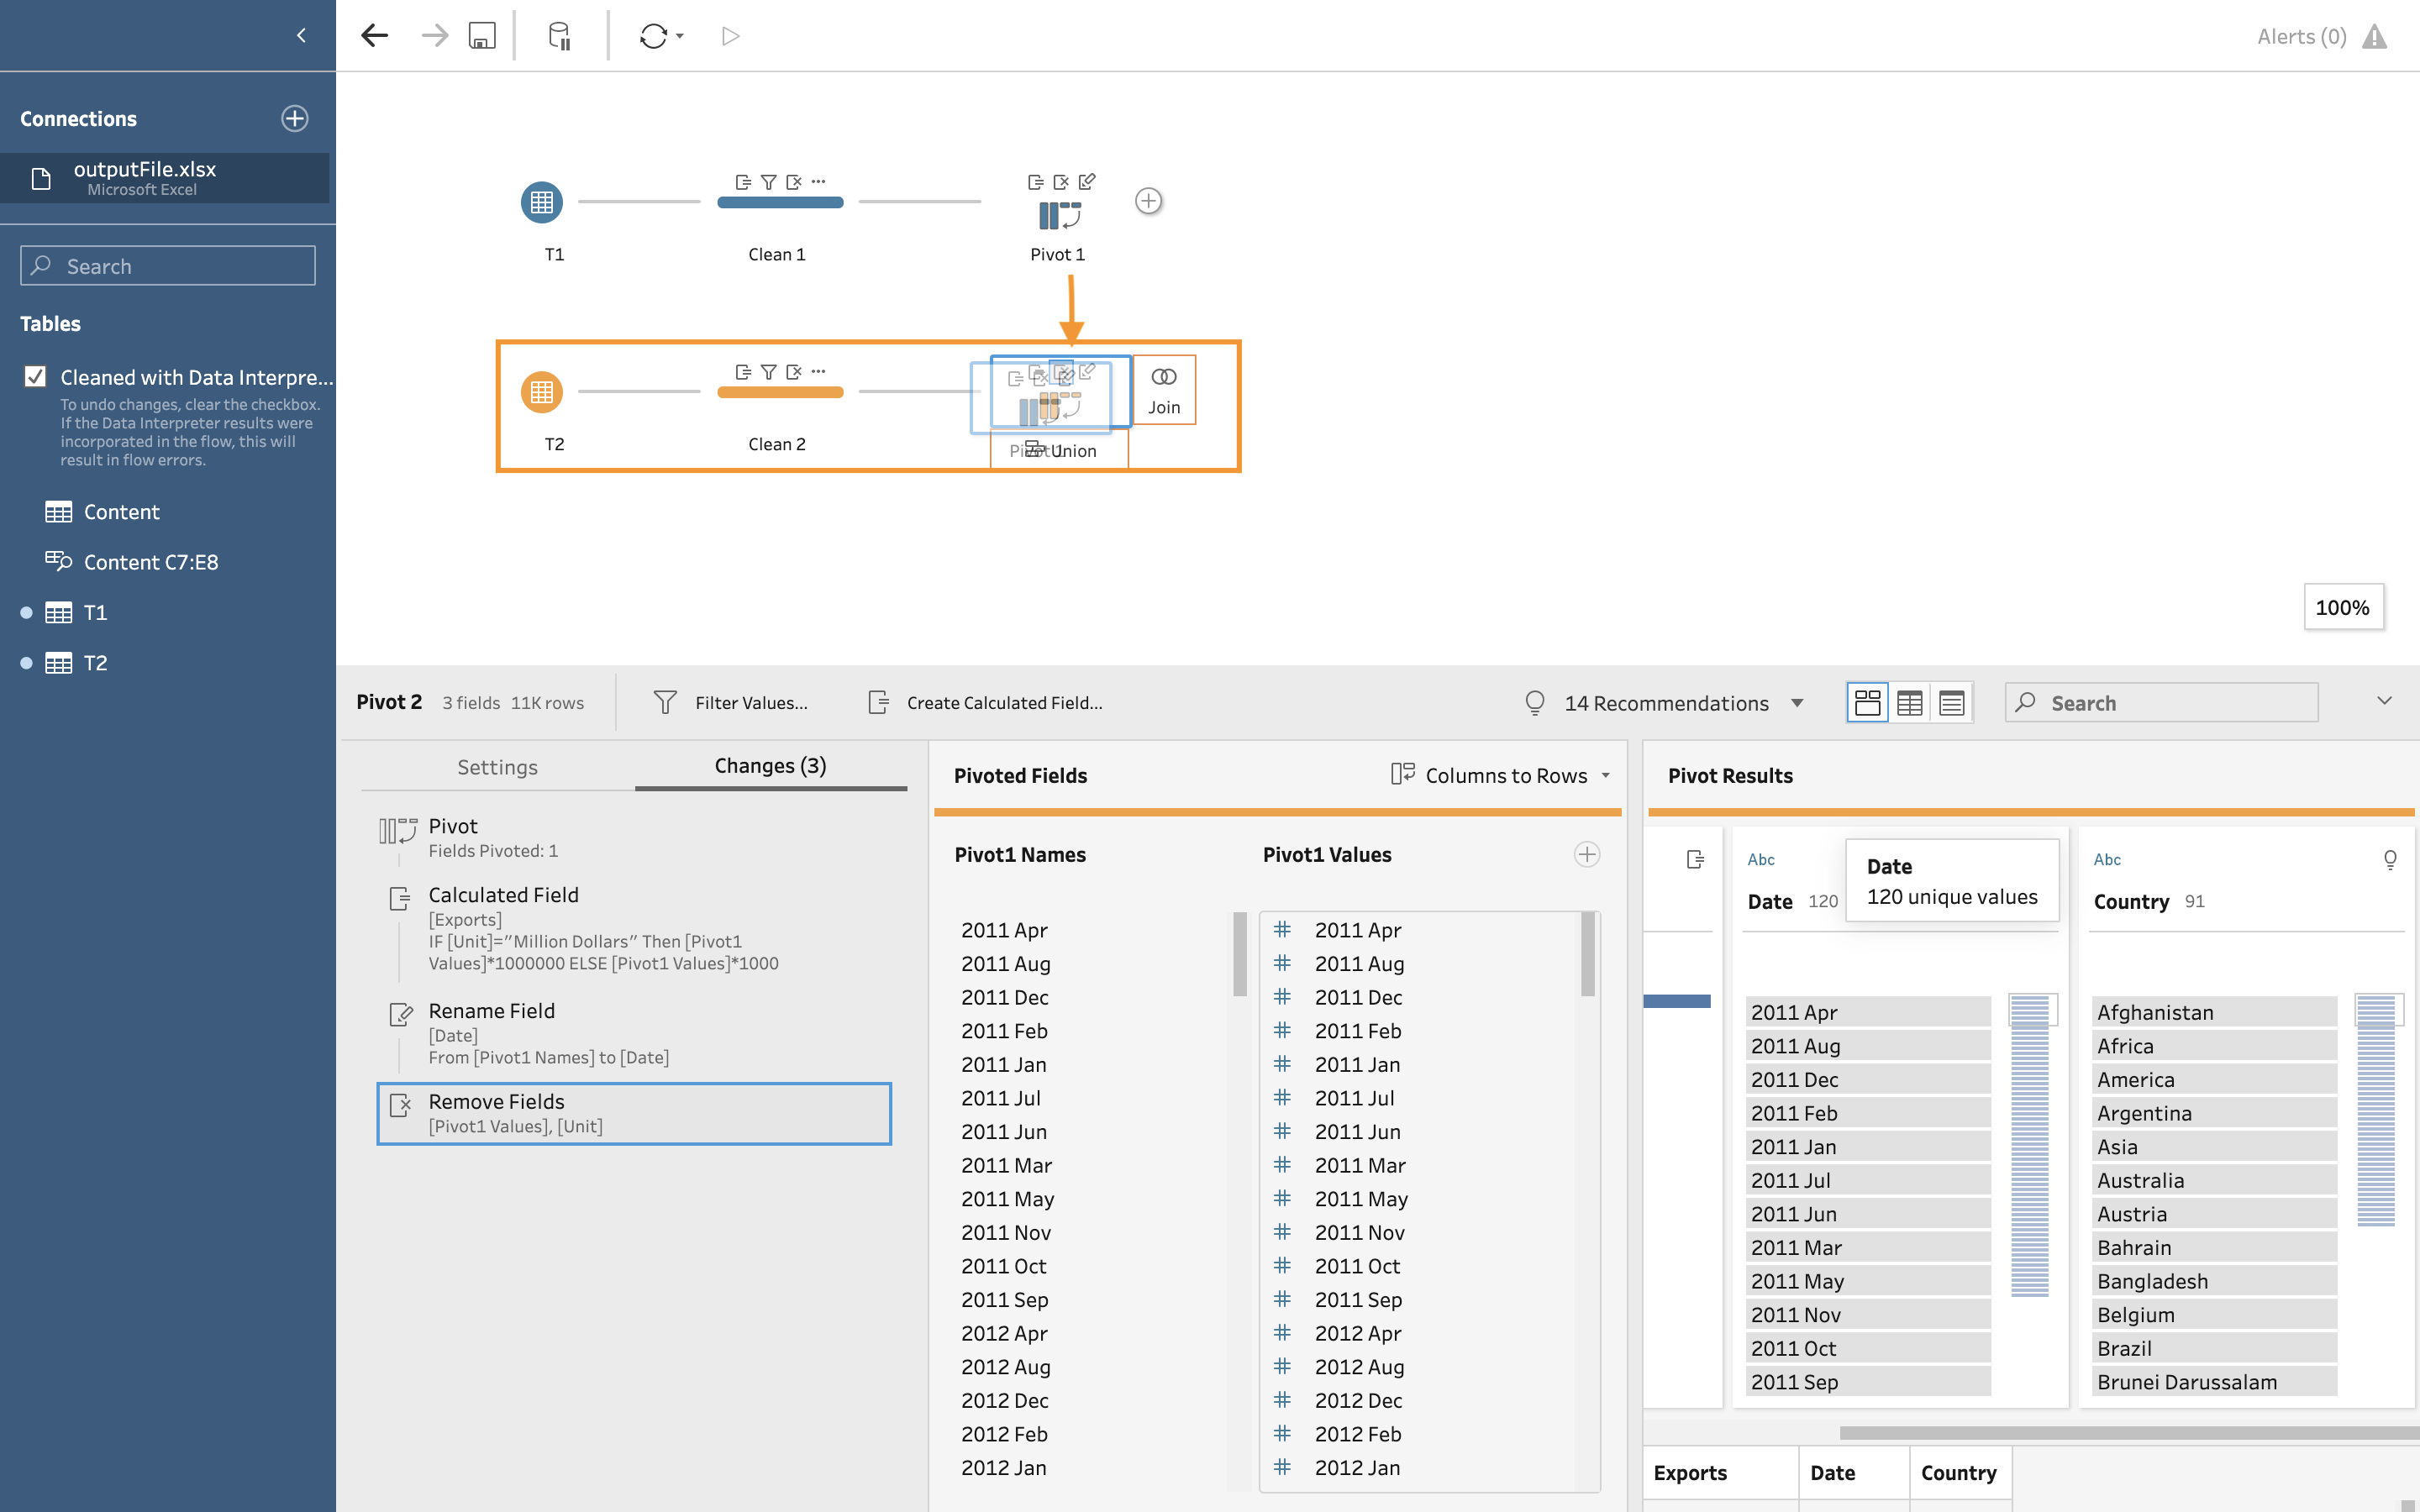 Alerts (0)
Connections
outputFile.xlsx
Microsoft Excel
Search
Tables
Cleaned with Data Interpre...
To undo changes, clear the checkbox.
If the Data Interpreter results were
incorporated in the flow, this will
result in flow errors.
Content
Content C7:E8
T1
T2
T1
Clean 1
Pivot 1
T2
Clean 2
Join
Union
100%
Pivot 2
3 fields 11K rows
Filter Values...
Create Calculated Field...
14 Recommendations
Search
Settings
Changes (3)
Pivot
Fields Pivoted: 1
Calculated Field
[Exports]
IF [Unit]="Million Dollars" Then [Pivot1
Values]*1000000 ELSE [Pivot1 Values]*1000
Rename Field
[Date]
From [Pivot1 Names] to [Date]
Remove Fields
[Pivot1 Values], [Unit]
Pivoted Fields
Columns to Rows
Pivot1 Names
2011 Apr
2011 Aug
2011 Dec
2011 Feb
2011 Jan
2011 Jul
2011 Jun
2011 Mar
2011 May
2011 Nov
2011 Oct
2011 Sep
2012 Apr
2012 Aug
2012 Dec
2012 Feb
2012 Jan
Pivot1 Values
# 2011 Apr
# 2011 Aug
# 2011 Dec
# 2011 Feb
# 2011 Jan
# 2011 Jul
# 2011 Jun
# 2011 Mar
# 2011 May
# 2011 Nov
# 2011 Oct
# 2011 Sep
# 2012 Apr
# 2012 Aug
# 2012 Dec
# 2012 Feb
# 2012 Jan
Pivot Results
Abc
Date 120
Date
120 unique values
2011 Apr
2011 Aug
2011 Dec
2011 Feb
2011 Jan
2011 Jul
2011 Jun
2011 Mar
2011 May
2011 Nov
2011 Oct
2011 Sep
Abc
Country 91
Afghanistan
Africa
America
Argentina
Asia
Australia
Austria
Bahrain
Bangladesh
Belgium
Brazil
Brunei Darussalam
Exports
Date
Country